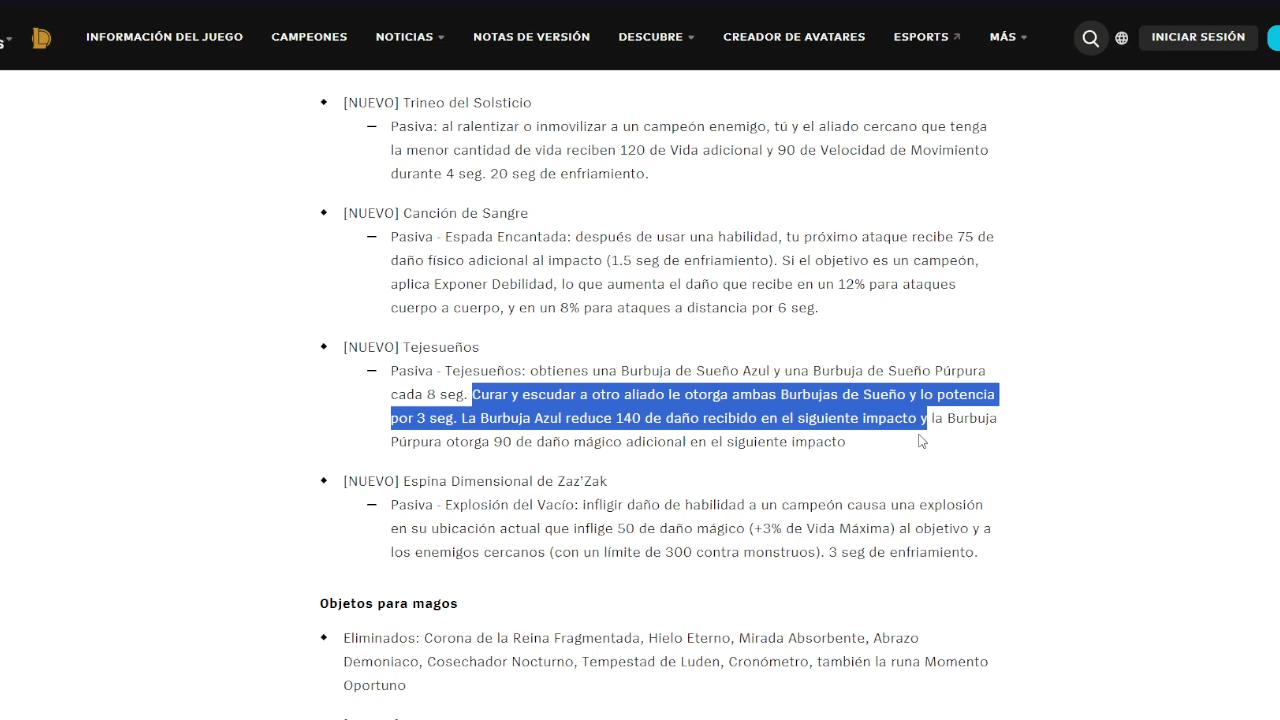 INFORMACIÓN DEL JUEGO CAMPEONES NOTICIAS NOTAS DE VERSIÓN DESCUBRE CREADOR DE AVATARES ESPORTS MÁS INICIAR SESIÓN
[NUEVO] Trineo del Solsticio
Pasiva: al ralentizar o inmovilizar a un campeón enemigo, tú y el aliado cercano que tenga
la menor cantidad de vida reciben 120 de Vida adicional y 90 de Velocidad de Movimiento
durante 4 seg. 20 seg de enfriamiento.
[NUEVO] Canción de Sangre
Pasiva - Espada Encantada: después de usar una habilidad, tu próximo ataque recibe 75 de
daño físico adicional al impacto (1.5 seg de enfriamiento). Si el objetivo es un campeón,
aplica Exponer Debilidad, lo que aumenta el daño que recibe en un 12% para ataques
cuerpo a cuerpo, y en un 8% para ataques a distancia por 6 seg.
[NUEVO] Tejesueños
Pasiva - Tejesueños: obtienes una Burbuja de Sueño Azul y una Burbuja de Sueño Púrpura
cada 8 seg. Curar y escudar a otro aliado le otorga ambas Burbujas de Sueño y lo potencia
por 3 seg. La Burbuja Azul reduce 140 de daño recibido en el siguiente impacto y la Burbuja
Púrpura otorga 90 de daño mágico adicional en el siguiente impacto
[NUEVO] Espina Dimensional de Zaz'Zak
Pasiva - Explosión del Vacío: infligir daño de habilidad a un campeón causa una explosión
en su ubicación actual que inflige 50 de daño mágico (+3% de Vida Máxima) al objetivo y a
los enemigos cercanos (con un límite de 300 contra monstruos). 3 seg de enfriamiento.
Objetos para magos
Eliminados: Corona de la Reina Fragmentada, Hielo Eterno, Mirada Absorbente, Abrazo
Demoniaco, Cosechador Nocturno, Tempestad de Luden, Cronómetro, también la runa Momento
Oportuno